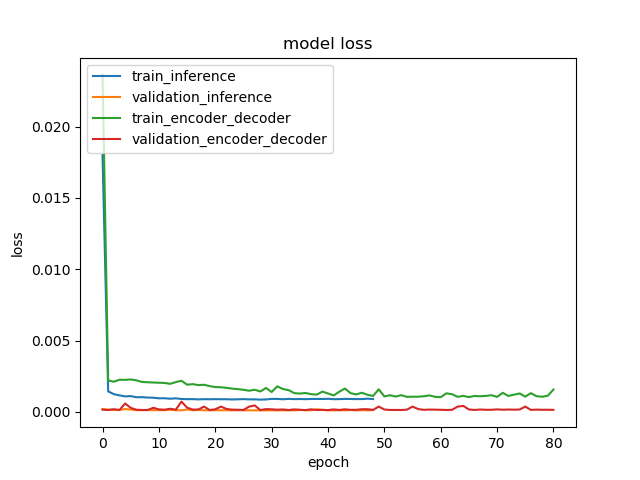 model loss
train_inference
validation_inference
train_encoder_decoder
validation_encoder_decoder
0.020
0.015
0.010
0.005
0.000
loss
0 10 20 30 40 50 60 70 80
epoch